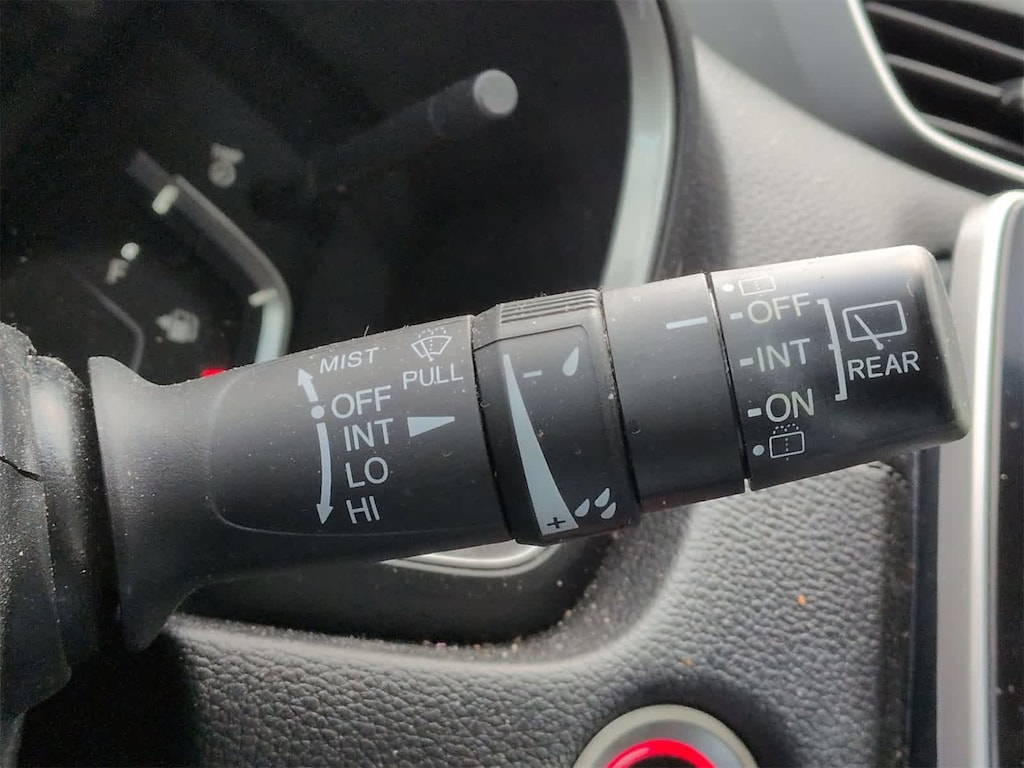 MIST
PULL
OFF
INT
LO
HI
-
+
OFF
INT
ON
REAR
F